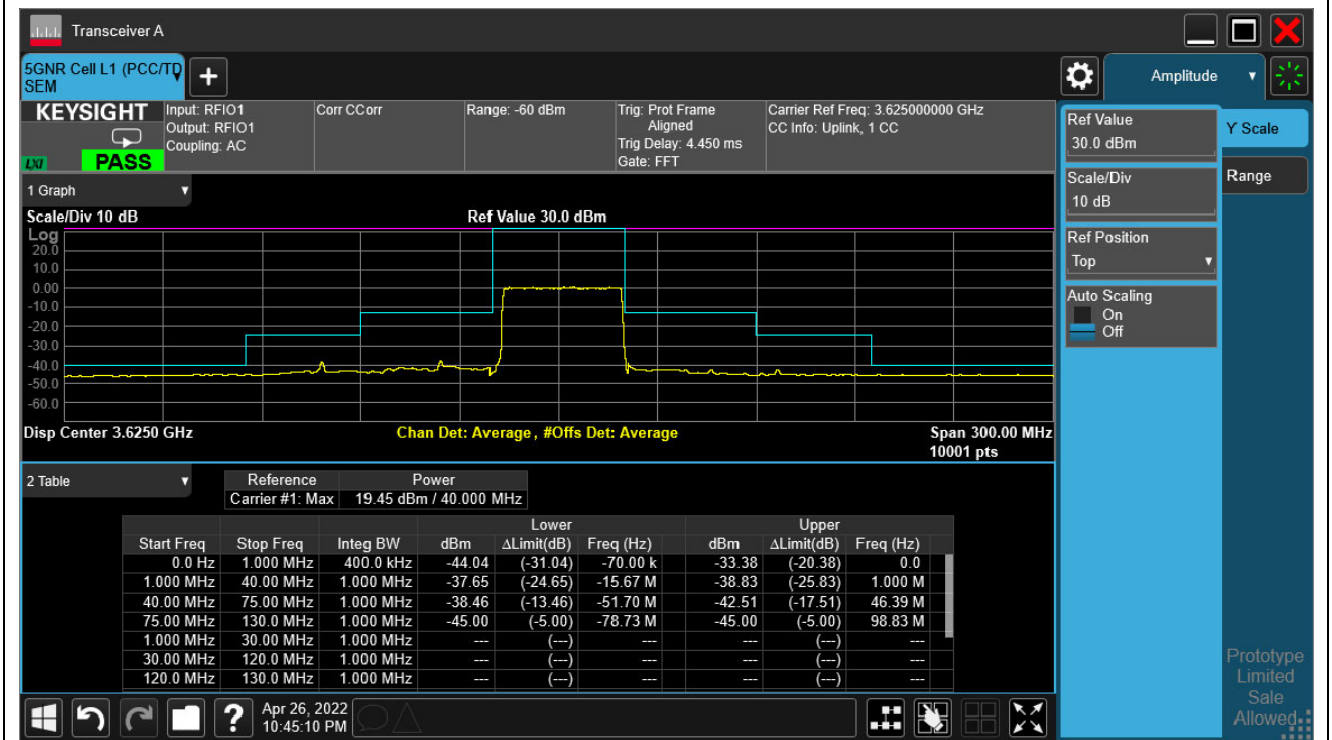 Transceiver A
5GNR Cell L1 (PCC/TD
SEM
+
Amplitude
KEYSIGHT
LXI
PASS
Input: RFIO1
Output: RFIO1
Coupling: AC
Corr CCorr
Range: -60 dBm
Trig: Prot Frame
Aligned
Trig Delay: 4.450 ms
Gate: FFT
Carrier Ref Freq: 3.625000000 GHz
CC Info: Uplink, 1 CC
Ref Value
30.0 dBm
Scale/Div
10 dB
Ref Position
Top
Auto Scaling
On
Off
Y Scale
Range
1 Graph
Scale/Div 10 dB
Ref Value 30.0 dBm
Log
20.0
10.0
0.00
-10.0
-20.0
-30.0
-40.0
-50.0
-60.0
Disp Center 3.6250 GHz
Chan Det: Average , #Offs Det: Average
Span 300.00 MHz
10001 pts
2 Table
Reference Power
Carrier #1: Max 19.45 dBm / 40.000 MHz
Lower Upper
Start Freq Stop Freq Integ BW dBm ΔLimit(dB) Freq (Hz) dBm ΔLimit(dB) Freq (Hz)
0.0 Hz 1.000 MHz 400.0 kHz -44.04 (-31.04) -70.00 k -33.38 (-20.38) 0.0
1.000 MHz 40.00 MHz 1.000 MHz -37.65 (-24.65) -15.67 M -38.83 (-25.83) 1.000 M
40.00 MHz 75.00 MHz 1.000 MHz -38.46 (-13.46) -51.70 M -42.51 (-17.51) 46.39 M
75.00 MHz 130.0 MHz 1.000 MHz -45.00 (-5.00) -78.73 M -45.00 (-5.00) 98.83 M
1.000 MHz 30.00 MHz 1.000 MHz --- (---) --- --- (---) ---
30.00 MHz 120.0 MHz 1.000 MHz --- (---) --- --- (---) ---
120.0 MHz 130.0 MHz 1.000 MHz --- (---) --- --- (---) ---
Prototype
Limited
Sale
Allowed
?
Apr 26, 2022
10:45:10 PM